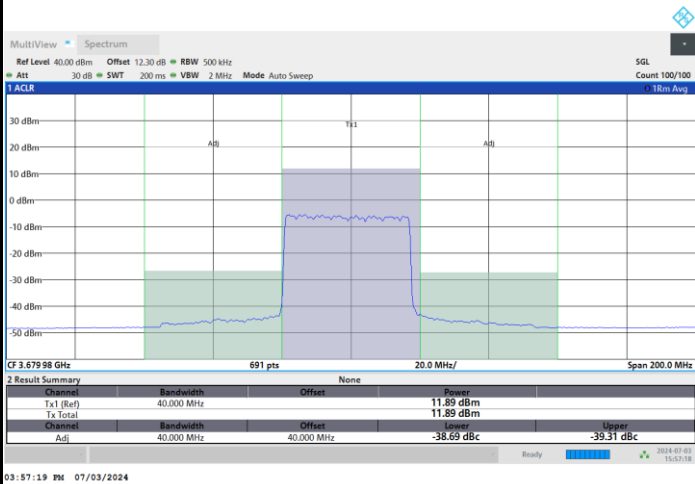 MultiView Spectrum
Ref Level 40.00 dBm Offset 12.30 dB RBW 500 kHz SGL
Att 30 dB SWT 200 ms VBW 2 MHz Mode Auto Sweep Count 100/100
1 ACLR 1Rm Avg
30 dBm
Tx1
20 dBm
Adj Adj
10 dBm
0 dBm
-10 dBm
-20 dBm
-30 dBm
-40 dBm
-50 dBm
CF 3.67998 GHz 691 pts 20.0 MHz/ Span 200.0 MHz
2 Result Summary None
Channel Bandwidth Offset Power
Tx1 (Ref) 40.000 MHz 11.89 dBm
Tx Total 11.89 dBm
Channel Bandwidth Offset Lower Upper
Adj 40.000 MHz 40.000 MHz -38.69 dBc -39.31 dBc
Ready 2024-07-03
15:57:18
03:57:19 PM 07/03/2024